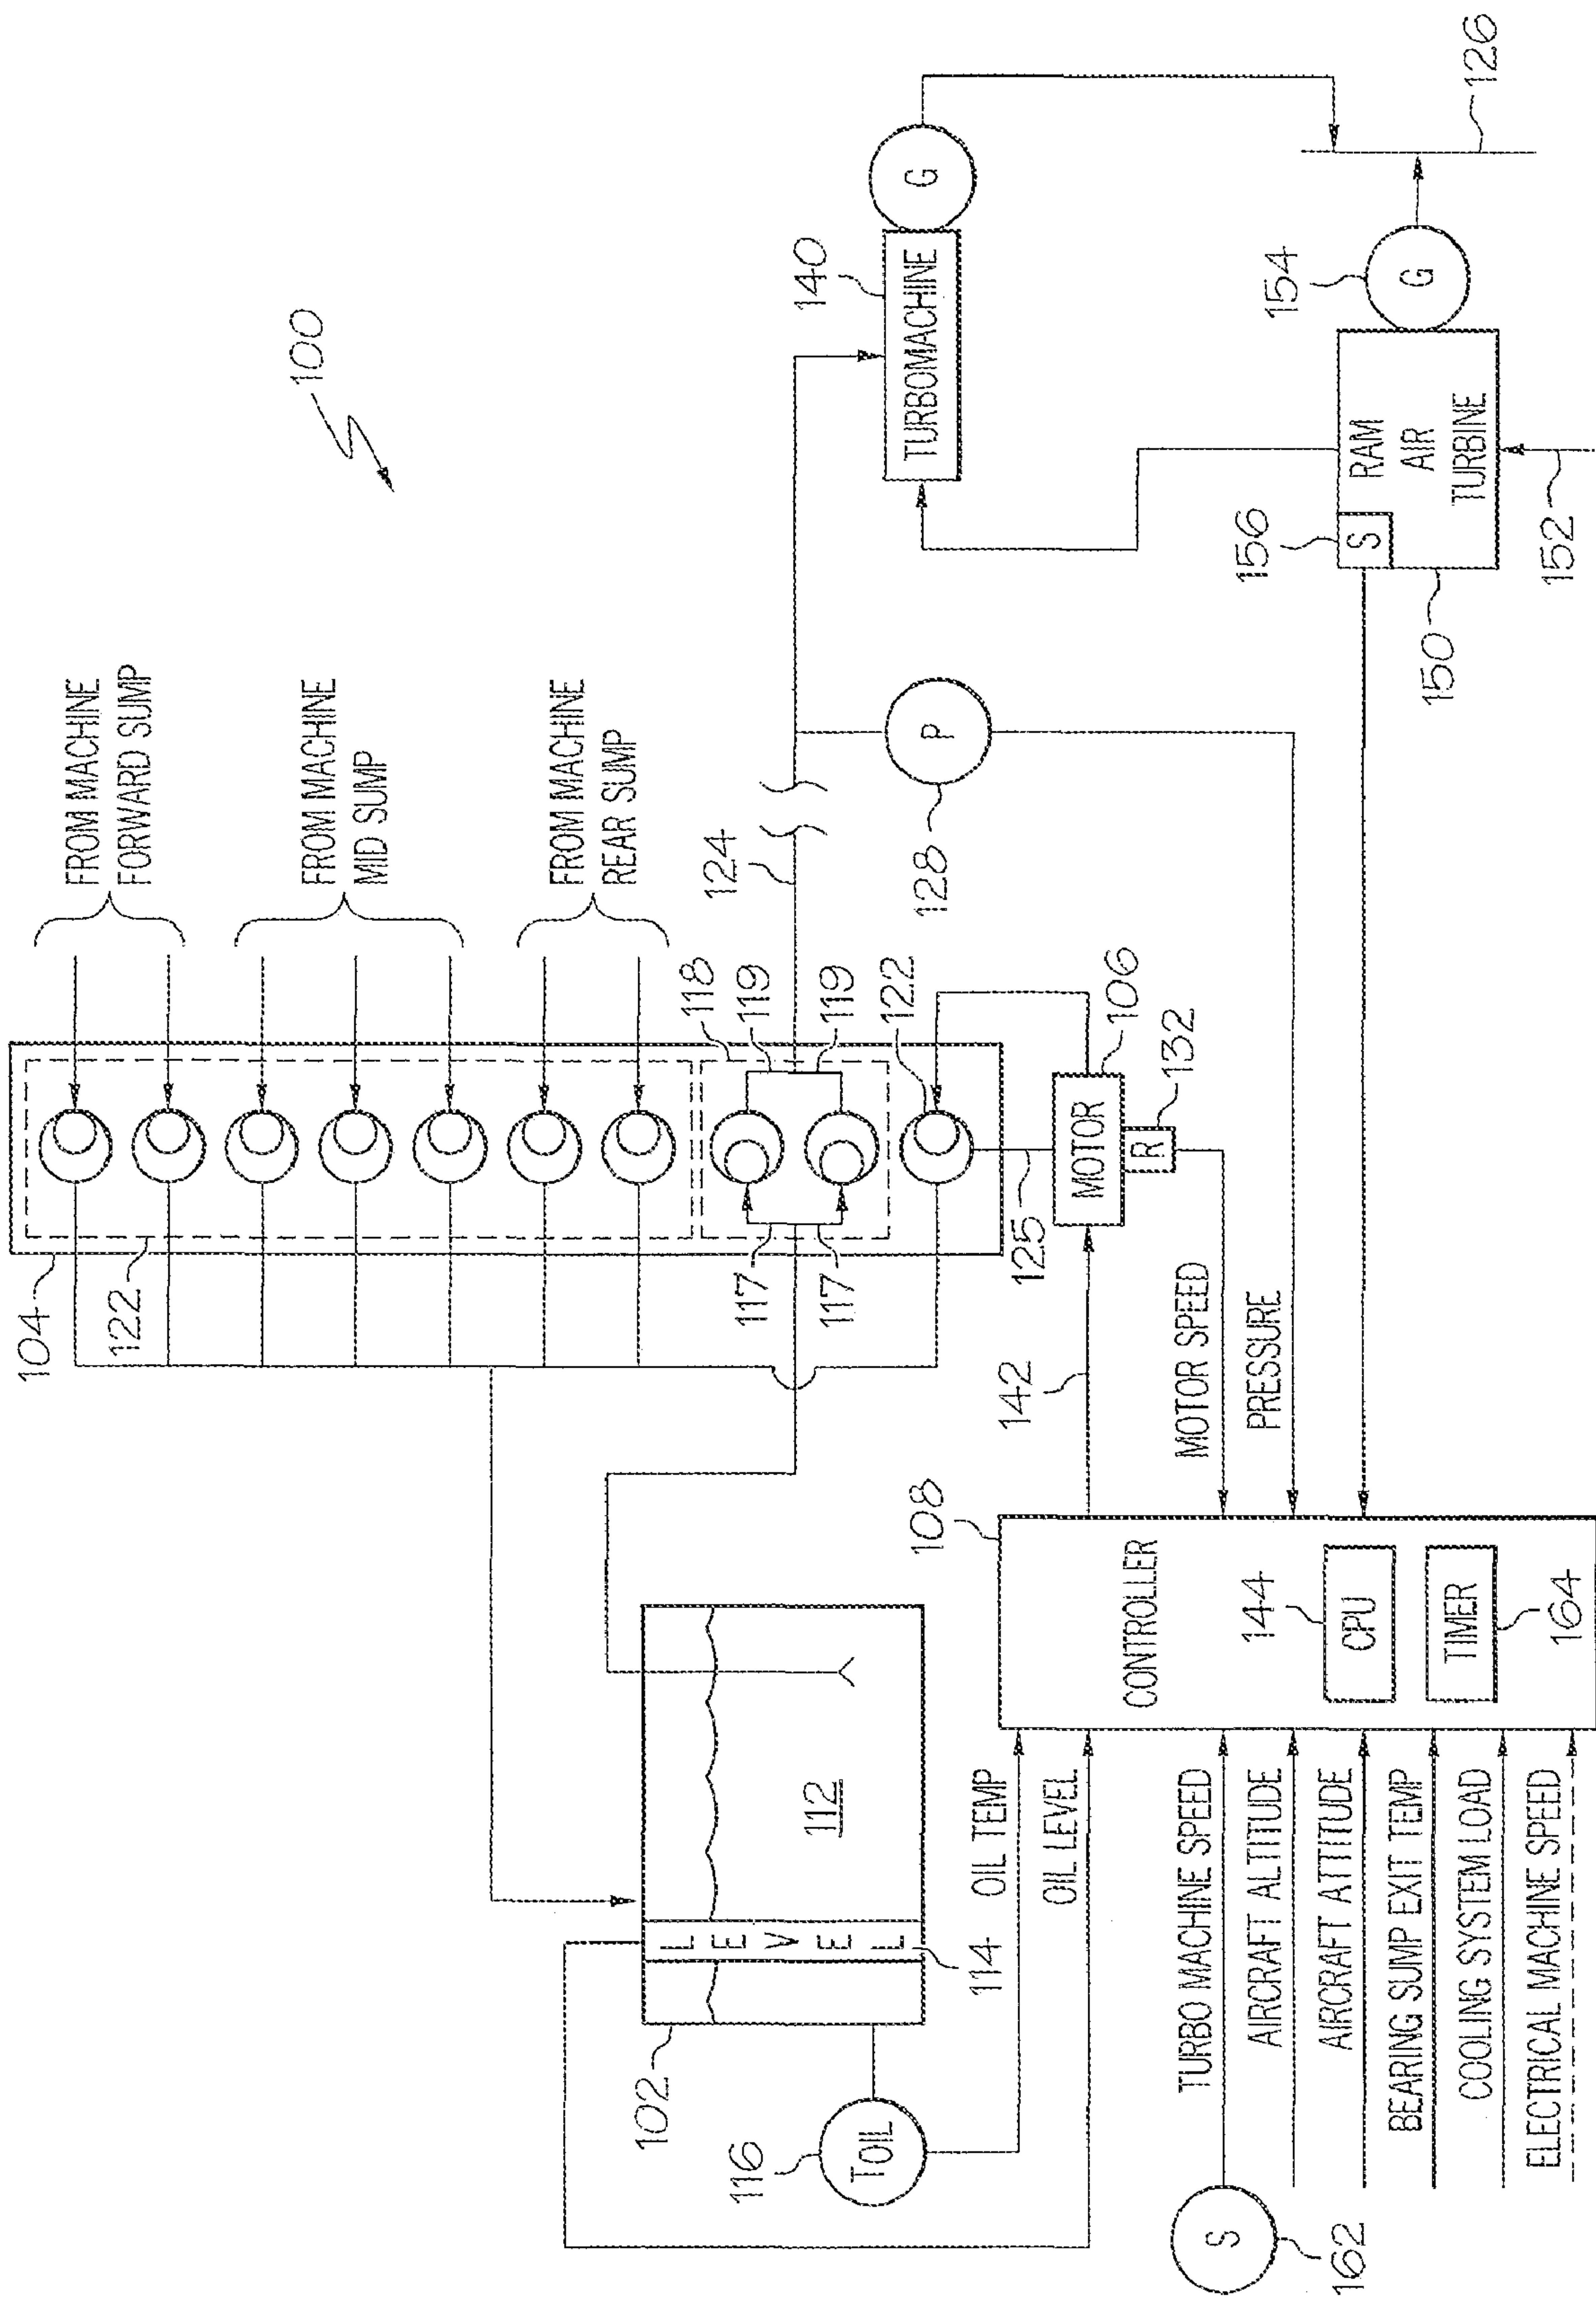 100
FROM MACHINE
FORWARD SUMP
FROM MACHINE
MID SUMP
FROM MACHINE
REAR SUMP
104
122
118
119
119
117
117
122
124
125
MOTOR
106
R
132
142
P
128
TURBOMACHINE
140
G
G
154
126
RAM
AIR
TURBINE
S
156
150
152
102
112
LEVEL
114
TOIL
116
OIL TEMP
OIL LEVEL
MOTOR SPEED
PRESSURE
108
CONTROLLER
144
CPU
TIMER
164
TURBO MACHINE SPEED
AIRCRAFT ALTITUDE
AIRCRAFT ATTITUDE
BEARING SUMP EXIT TEMP
COOLING SYSTEM LOAD
ELECTRICAL MACHINE SPEED
S
162